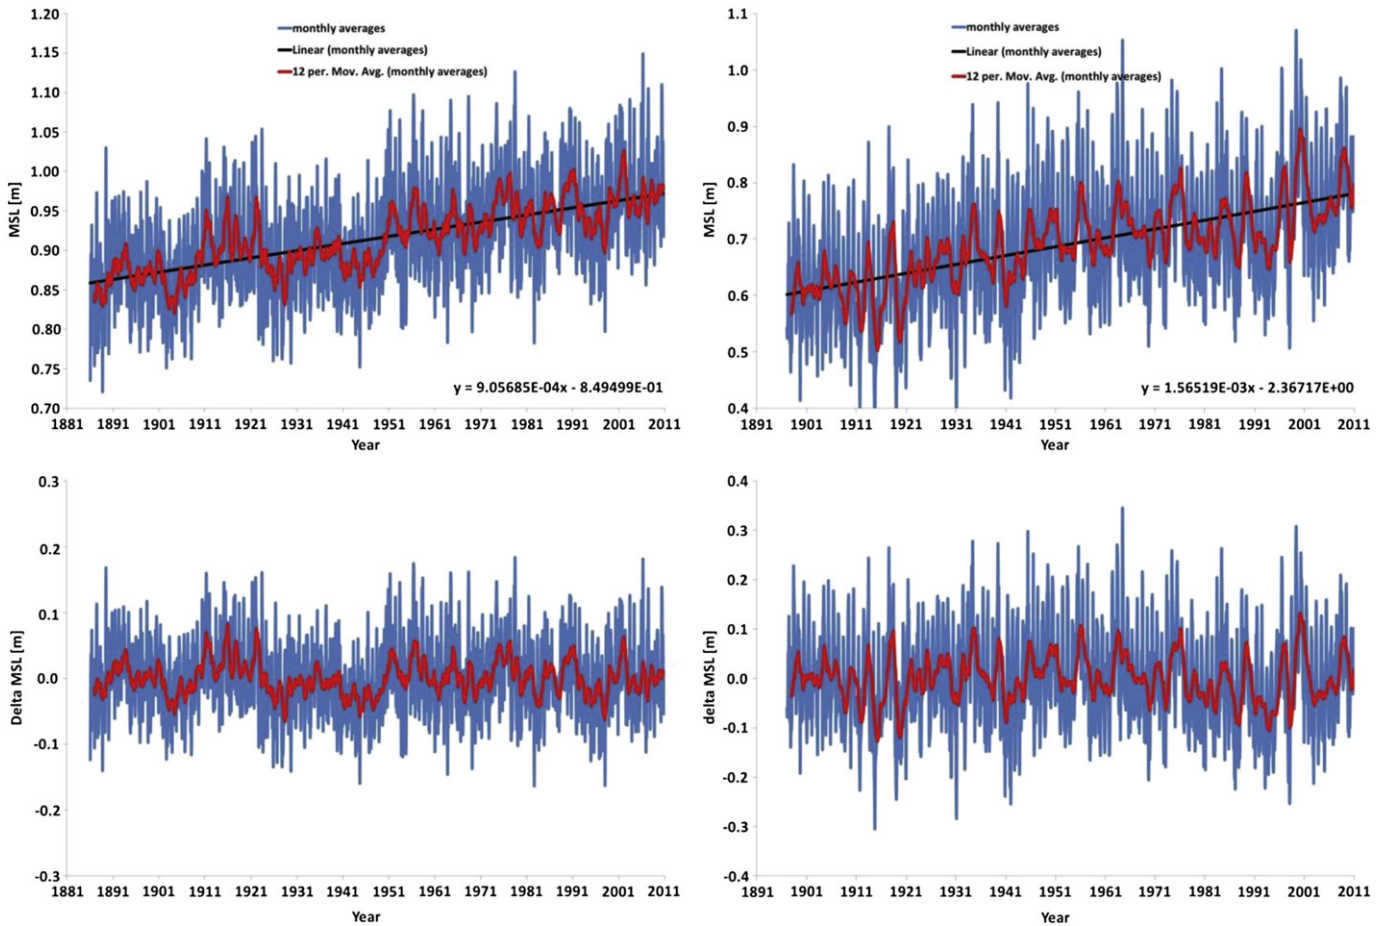 1.20
1.15
1.10
1.05
1.00
0.95
0.90
0.85
0.80
0.75
0.70
MSL [m]
monthly averages
Linear (monthly averages)
12 per. Mov. Avg. (monthly averages)
y = 9.05685E-04x - 8.49499E-01
1881 1891 1901 1911 1921 1931 1941 1951 1961 1971 1981 1991 2001 2011
Year
1.1
1.0
0.9
0.8
0.7
0.6
0.5
0.4
MSL [m]
monthly averages
Linear (monthly averages)
12 per. Mov. Avg. (monthly averages)
y = 1.56519E-03x - 2.36717E+00
1891 1901 1911 1921 1931 1941 1951 1961 1971 1981 1991 2001 2011
Year
0.3
0.2
0.1
0.0
-0.1
-0.2
-0.3
Delta MSL [m]
1881 1891 1901 1911 1921 1931 1941 1951 1961 1971 1981 1991 2001 2011
Year
0.4
0.3
0.2
0.1
0.0
-0.1
-0.2
-0.3
-0.4
delta MSL [m]
1891 1901 1911 1921 1931 1941 1951 1961 1971 1981 1991 2001 2011
Year